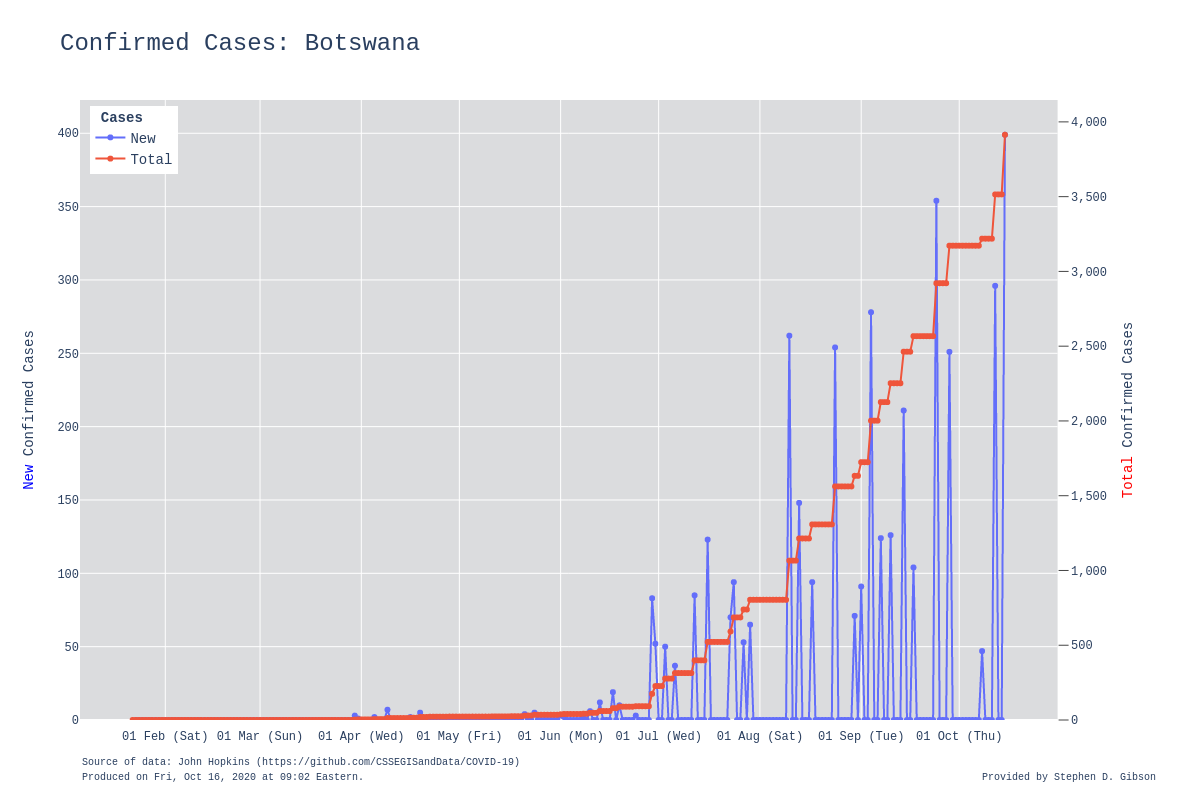 Confirmed Cases: Botswana
Cases
New
Total
400
350
300
250
200
150
100
50
0
4,000
3,500
3,000
2,500
2,000
1,500
1,000
500
0
New Confirmed Cases
Total Confirmed Cases
01 Feb (Sat) 01 Mar (Sun) 01 Apr (Wed) 01 May (Fri) 01 Jun (Mon) 01 Jul (Wed) 01 Aug (Sat) 01 Sep (Tue) 01 Oct (Thu)
Source of data: John Hopkins (https://github.com/CSSEGISandData/COVID-19)
Produced on Fri, Oct 16, 2020 at 09:02 Eastern.
Provided by Stephen D. Gibson